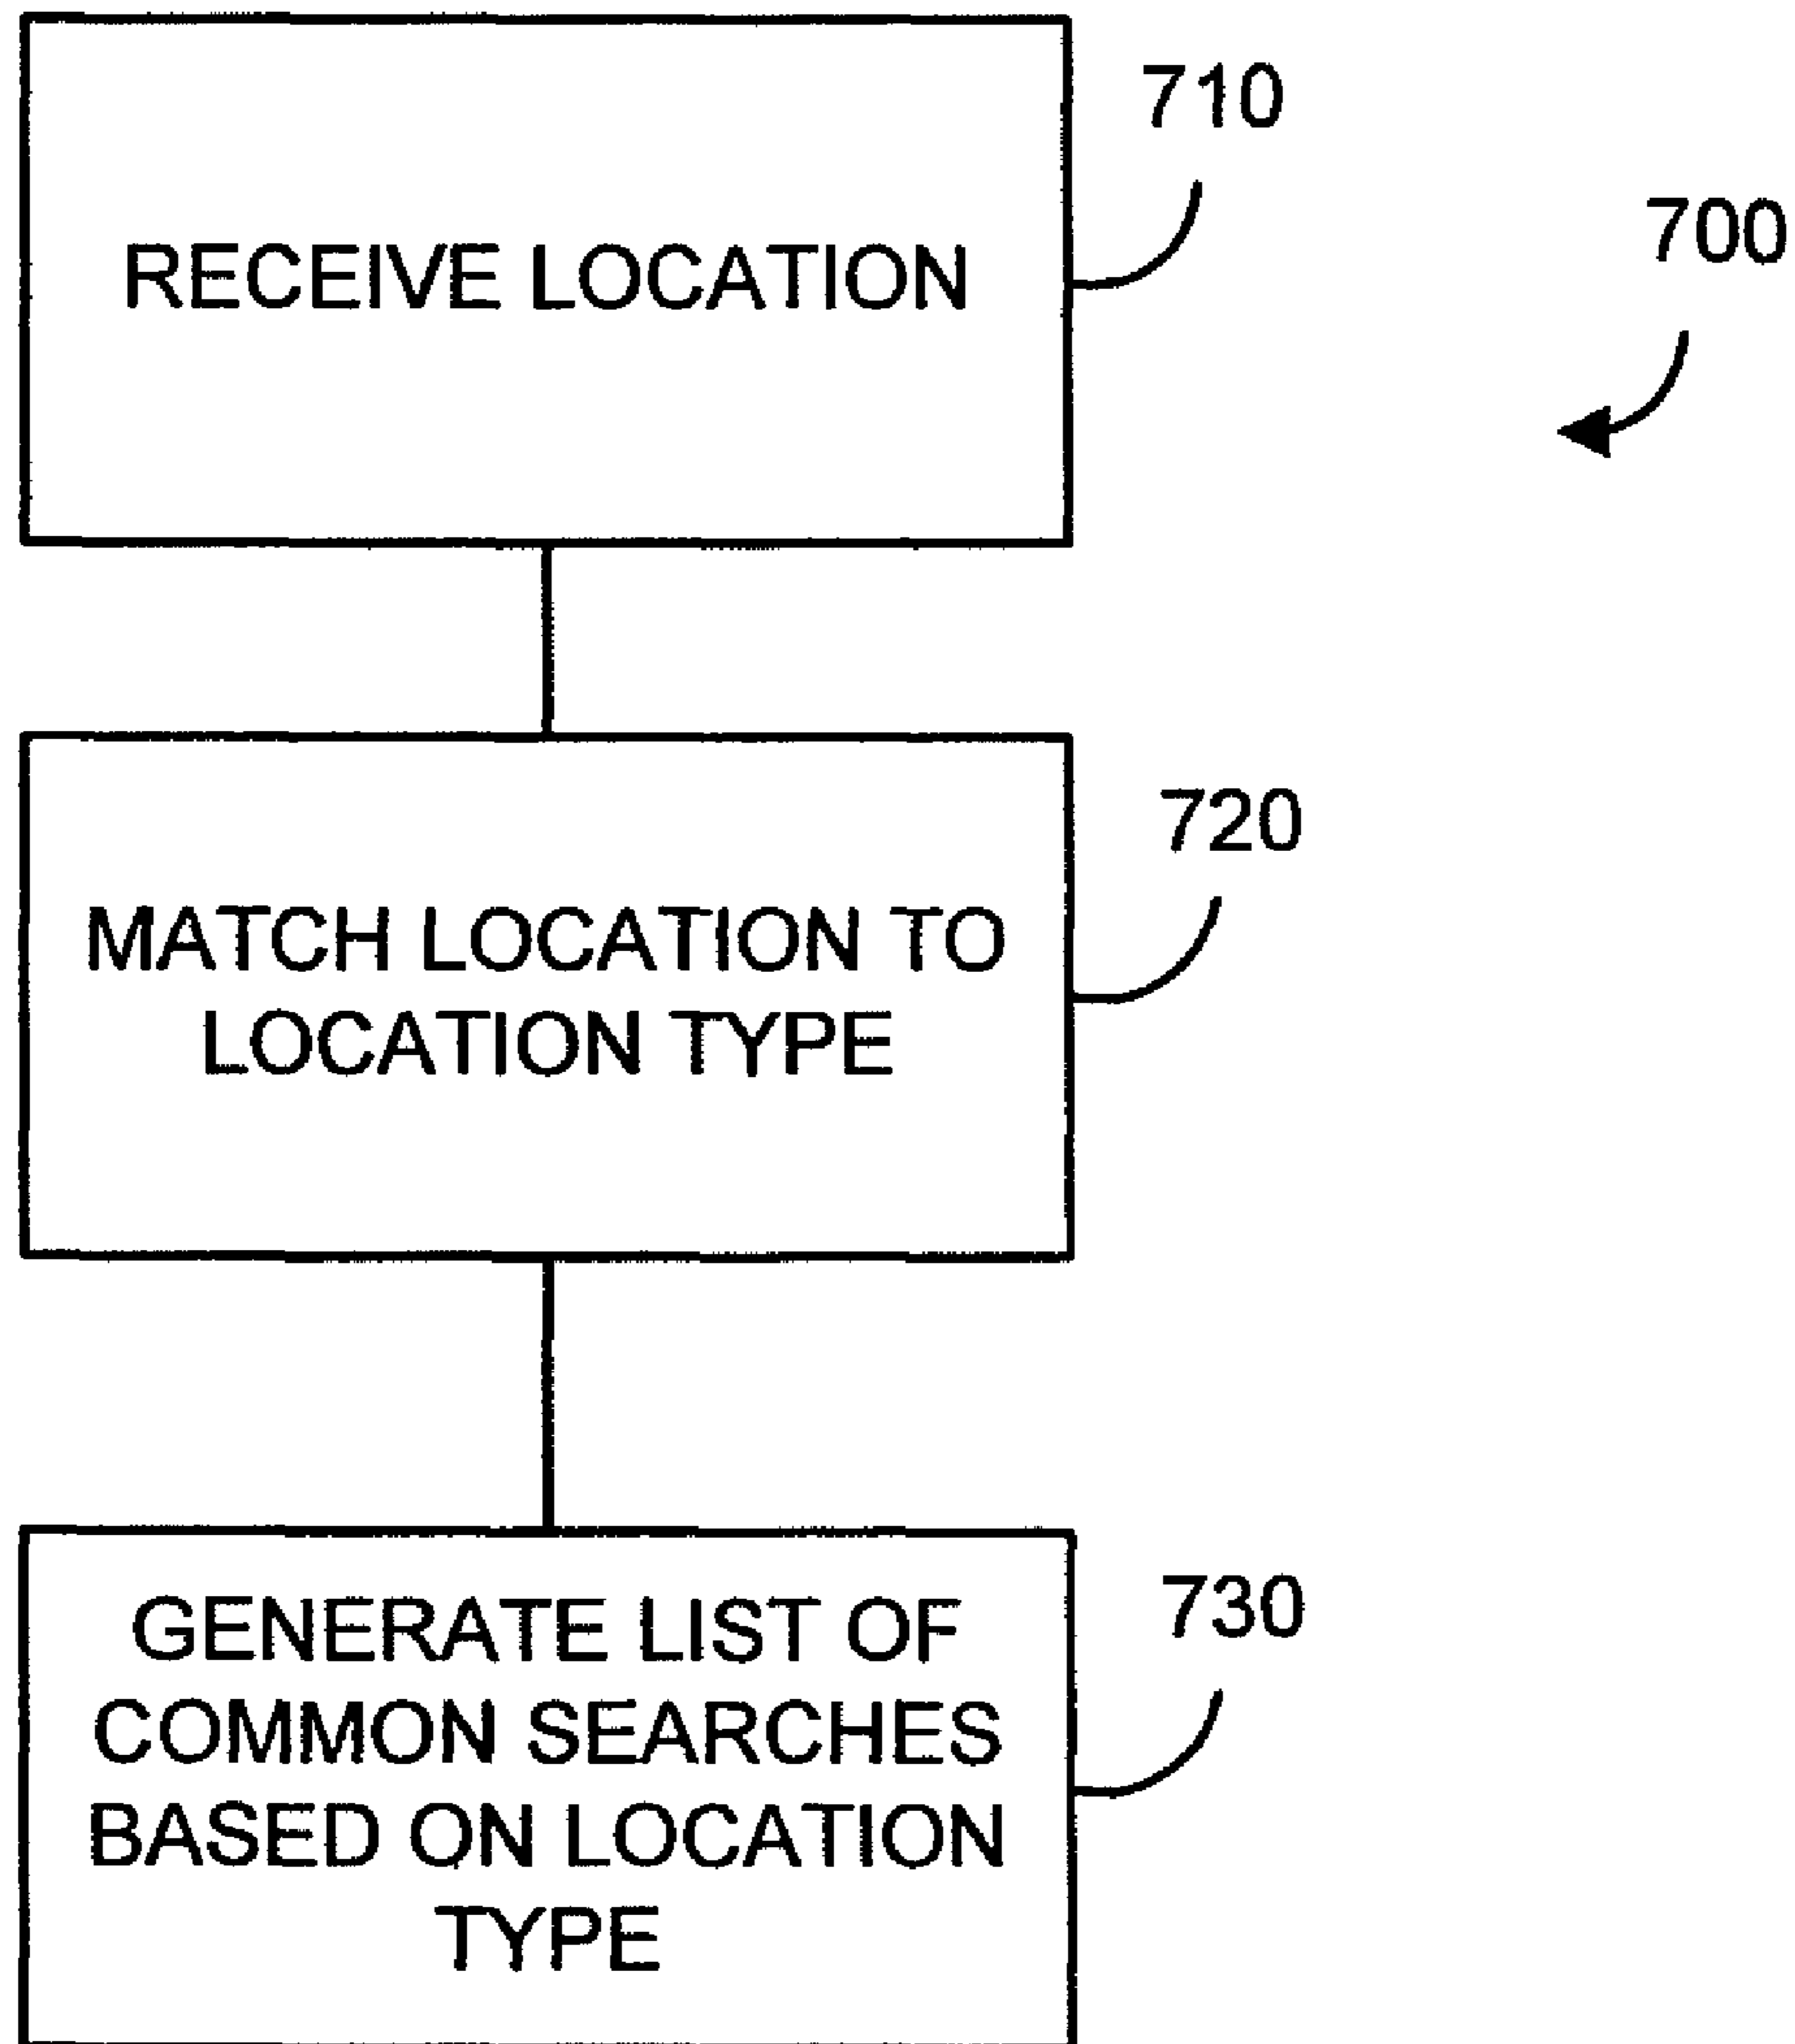 710
RECEIVE LOCATION
700
720
MATCH LOCATION TO
LOCATION TYPE
730
GENERATE LIST OF
COMMON SEARCHES
BASED ON LOCATION
TYPE